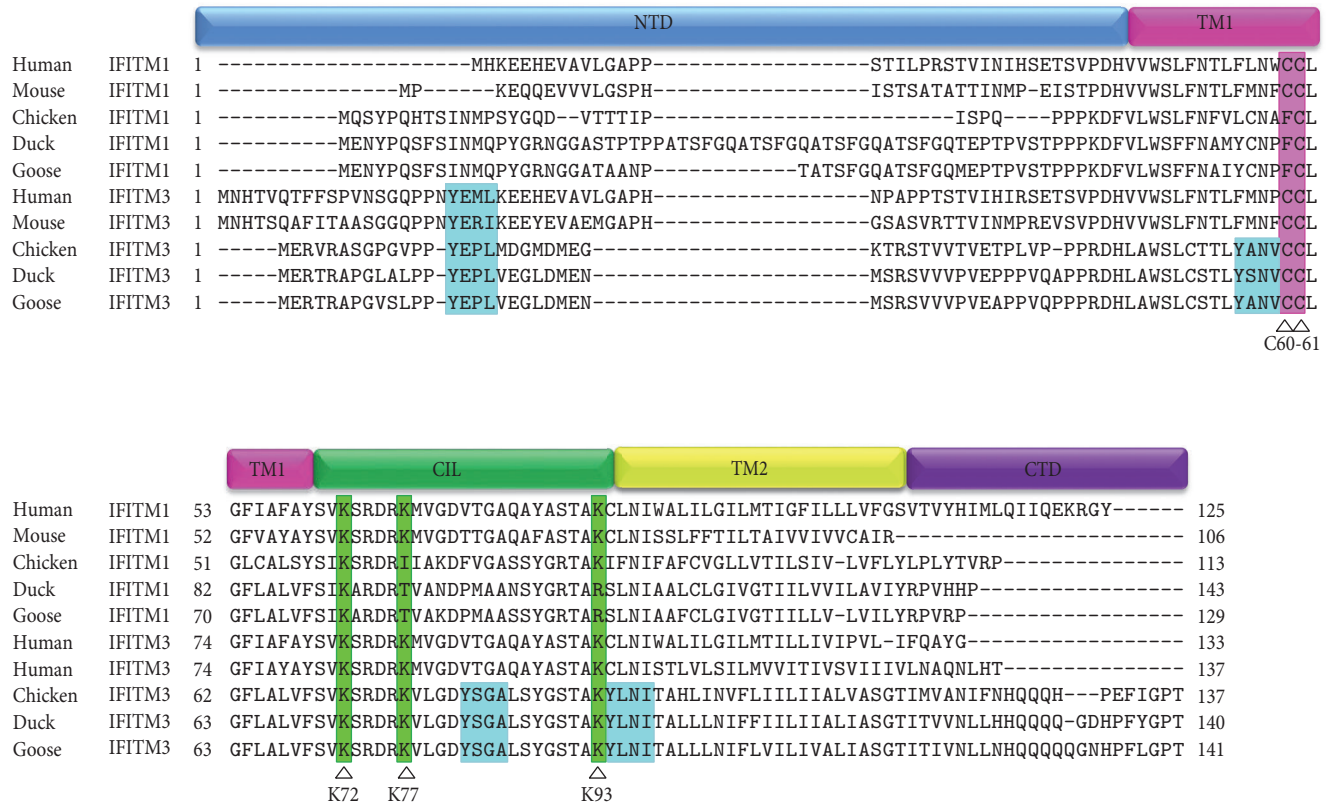 NTD TM1
Human IFITM1 1 ---------------------MHKEEHEVAVLGAPP------------------STILPRSTVINIHSETSVPDHVVWSLFNTLFLNWCCL
Mouse IFITM1 1 ---------------MP------KEQQEVVVLGSPH------------------ISTSATATTINMP-EISTPDHVVWSLFNTLFMNFCCL
Chicken IFITM1 1 ----------MQSYPQHTSINMPSYGQD--VTTTIP-------------------------ISPQ----PPPKDFVLWSLFNFVLCNAFCL
Duck IFITM1 1 ----------MENYPQSFSINMQPYGRNGGASTPTPPATSFGQATSFGQATSFGQATSFGQTEPTPVSTPPPKDFVLWSFFNAMYCNPFCL
Goose IFITM1 1 ----------MENYPQSFSINMQPYGRNGGATAANP------------TATSFGQATSFGQMEPTPVSTPPPKDFVLWSFFNAIYCNPFCL
Human IFITM3 1 MNHTVQTFFSPVNSGQPPNYEMLKEEHEVAVLGAPH------------------NPAPPTSTVIHIRSETSVPDHVVWSLFNTLFMNPCCL
Mouse IFITM3 1 MNHTSQAFITAASGGQPPNYERIKEEYEVAEMGAPH------------------GSASVRTTVINMPREVSVPDHVVWSLFNTLFMNFCCL
Chicken IFITM3 1 -----MERVRASGPGVPP-YEPLMDGMDMEG-----------------------KTRSTVVTVETPLVP-PPRDHLAWSLCTTLYANVCCL
Duck IFITM3 1 -----MERTRAPGLALPP-YEPLVEGLDMEN-----------------------MSRSVVVPVEPPPVQAPPRDHLAWSLCSTLYSNVCCL
Goose IFITM3 1 -----MERTRAPGVSLPP-YEPLVEGLDMEN-----------------------MSRSVVVPVEAPPVQPPPRDHLAWSLCSTLYANVCCL
C60-61
TM1 CIL TM2 CTD
Human IFITM1 53 GFIAFAYSVKSRDRKMVGDVTGAQAYASTAKCLNIWALILGILMTIGFILLLVFGSVTVYHIMLQIIQEKRGY------ 125
Mouse IFITM1 52 GFVAYAYSVKSRDRKMVGDTTGAQAFASTAKCLNISSLFFTILTAIVVIVVCAIR------------------------ 106
Chicken IFITM1 51 GLCALSYSIKSRDRIIAKDFVGASSYGRTAKIFNIFAFCVGLLVTILSIV-LVFLYLPLYTVRP--------------- 113
Duck IFITM1 82 GFLALVFSIKARDRTVANDPMAANSYGRTARSLNIAALCLGIVGTIILVVILAVIYRPVHHP----------------- 143
Goose IFITM1 70 GFLALVFSIKARDRTVAKDPMAASSYGRTARSLNIAAFCLGIVGTIILLV-LVILYRPVRP------------------ 129
Human IFITM3 74 GFIAFAYSVKSRDRKMVGDVTGAQAYASTAKCLNIWALILGILMTILLIVIPVL-IFQAYG------------------ 133
Human IFITM3 74 GFIAYAYSVKSRDRKMVGDVTGAQAYASTAKCLNISTLVLSILMVVITIVSVIIIVLNAQNLHT--------------- 137
Chicken IFITM3 62 GFLALVFSVKSRDRKVLGDYSGALSYGSTAKYLNITAHLINVFLIILIIALVASGTIMVANIFNHQQQH---PEFIGPT 137
Duck IFITM3 63 GFLALVFSVKSRDRKVLGDYSGALSYGSTAKYLNITALLLNIFFIILIIALIASGTITVVNLLHHQQQQ-GDHPFYGPT 140
Goose IFITM3 63 GFLALVFSVKSRDRKVLGDYSGALSYGSTAKYLNITALLLNIFLVILIVALIASGTITIVNLLNHQQQQQGNHPFLGPT 141
K72 K77 K93